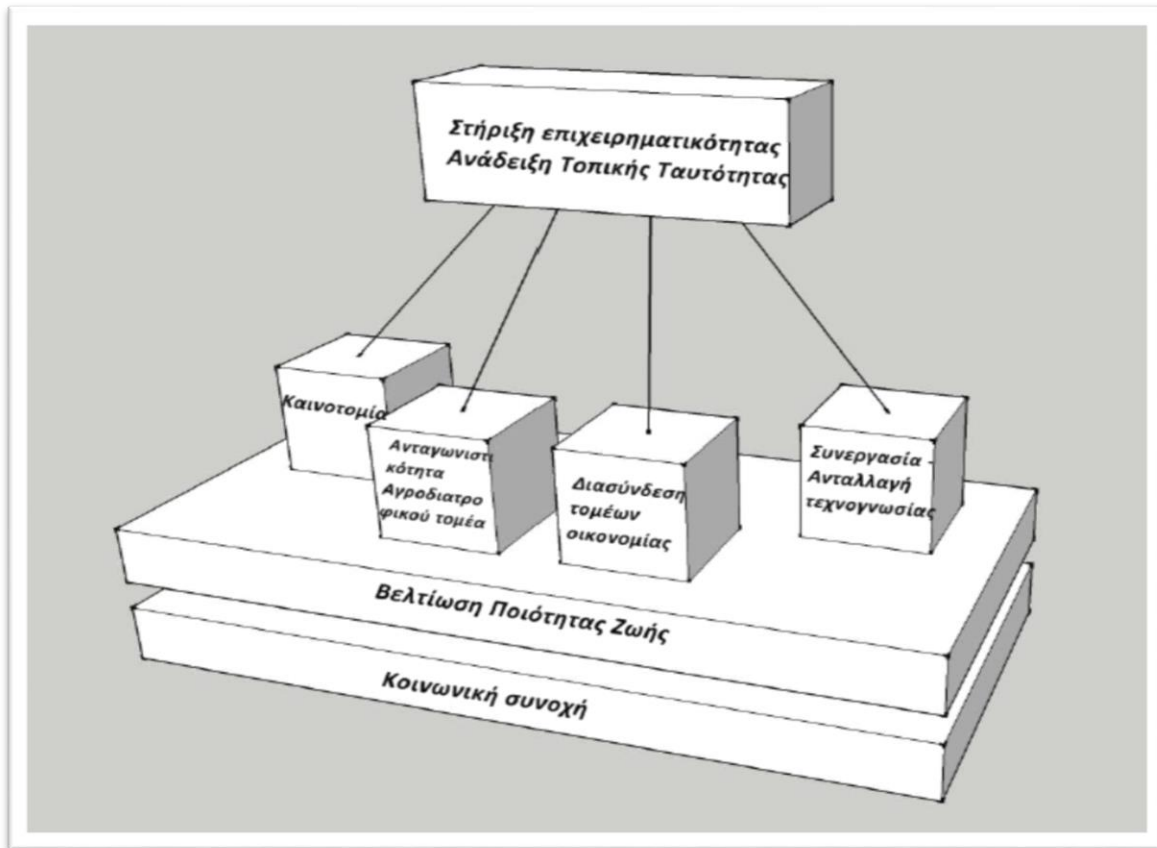 Στήριξη επιχειρηματικότητας
Ανάδειξη Τοπικής Ταυτότητας
Καινοτομία
Ανταγωνιστι
κότητα
Αγροδιατρο
φικού τομέα
Διασύνδεση
τομέων
οικονομίας
Συνεργασία -
Ανταλλαγή
τεχνογνωσίας
Βελτίωση Ποιότητας Ζωής
Κοινωνική συνοχή